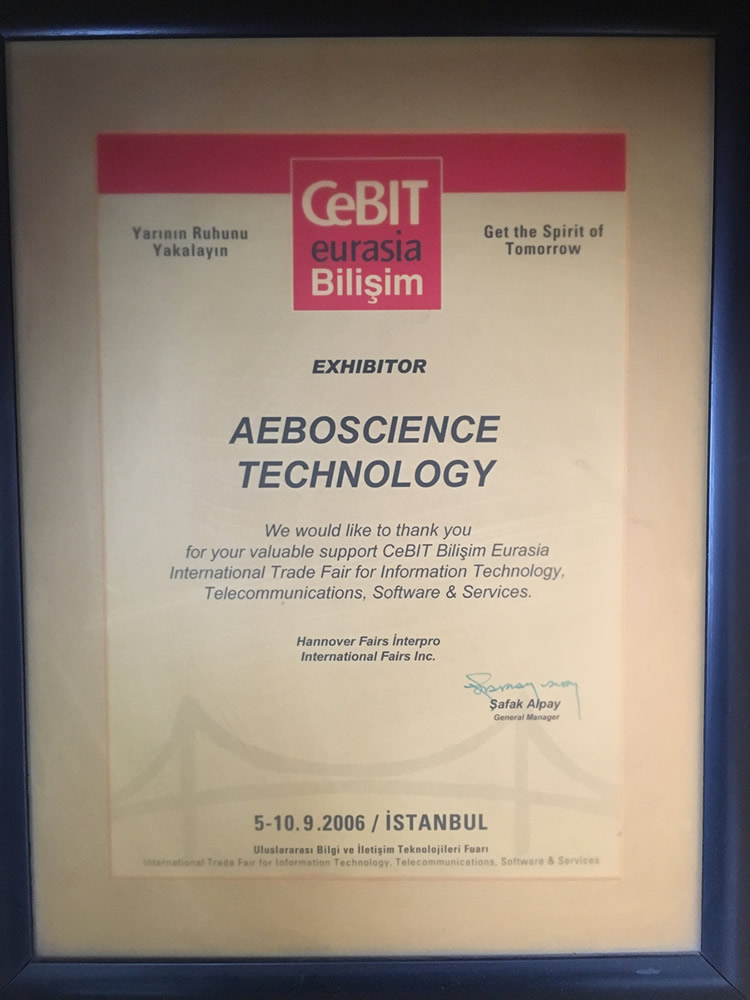 CeBIT
eurasia
Bilişim
Yarının Ruhunu
Yakalayın
Get the Spirit of
Tomorrow
EXHIBITOR
AEBOSCIENCE
TECHNOLOGY
We would like to thank you
for your valuable support CeBIT Bilişim Eurasia
International Trade Fair for Information Technology,
Telecommunications, Software & Services.
Hannover Fairs İnterpro
International Fairs Inc.
Şafak Alpay
General Manager
5-10.9.2006 / İSTANBUL
Uluslararası Bilgi ve İletişim Teknolojileri Fuarı
International Trade Fair for Information Technology, Telecommunications, Software & Services